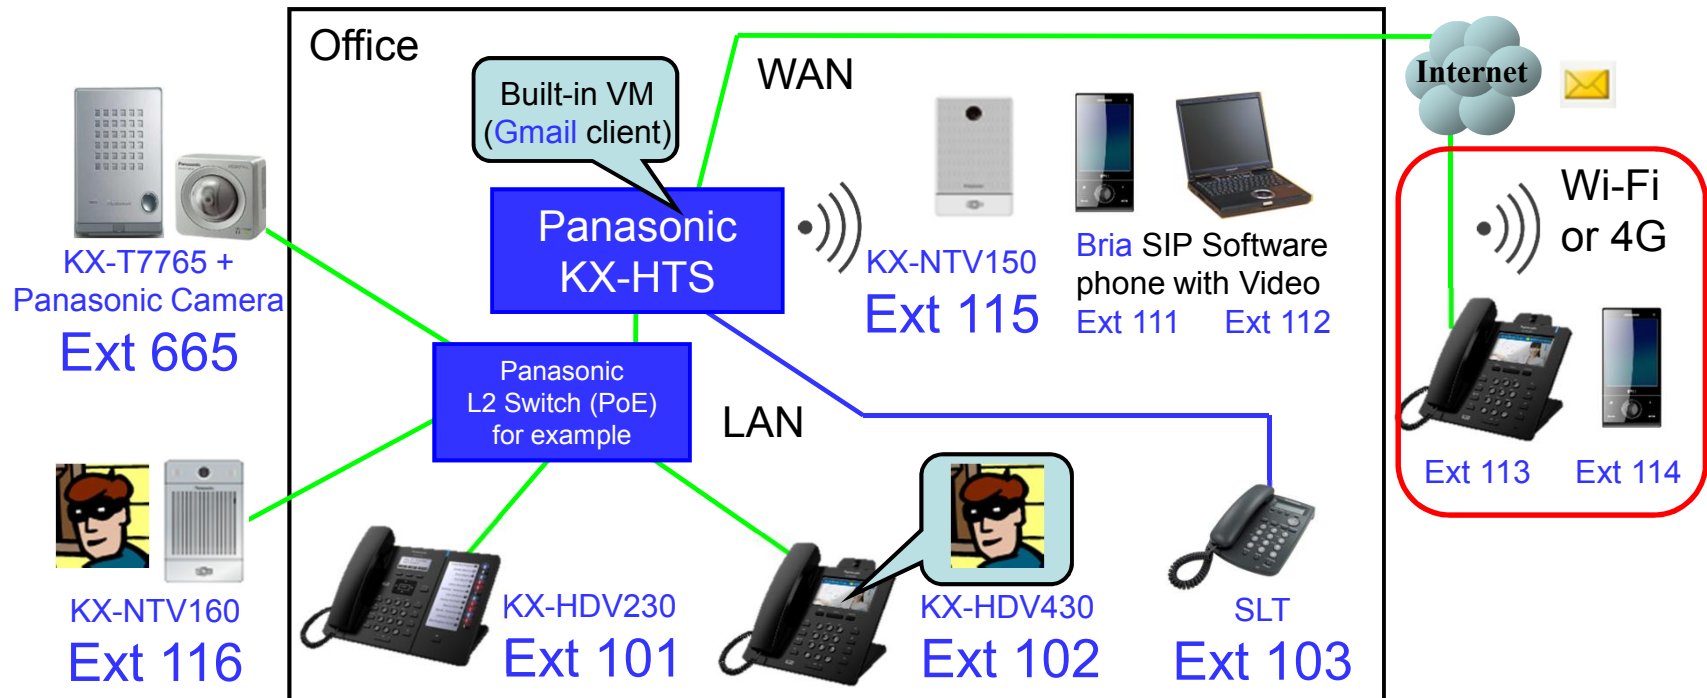 Office
WAN
Built-in VM
(Gmail client)
Internet
Wi-Fi
or 4G
Panasonic
KX-HTS
KX-T7765 +
Panasonic Camera
Ext 665
KX-NTV150
Ext 115
Bria SIP Software
phone with Video
Ext 111 Ext 112
Panasonic
L2 Switch (PoE)
for example
LAN
Ext 113 Ext 114
KX-NTV160
Ext 116
KX-HDV230
Ext 101
KX-HDV430
Ext 102
SLT
Ext 103